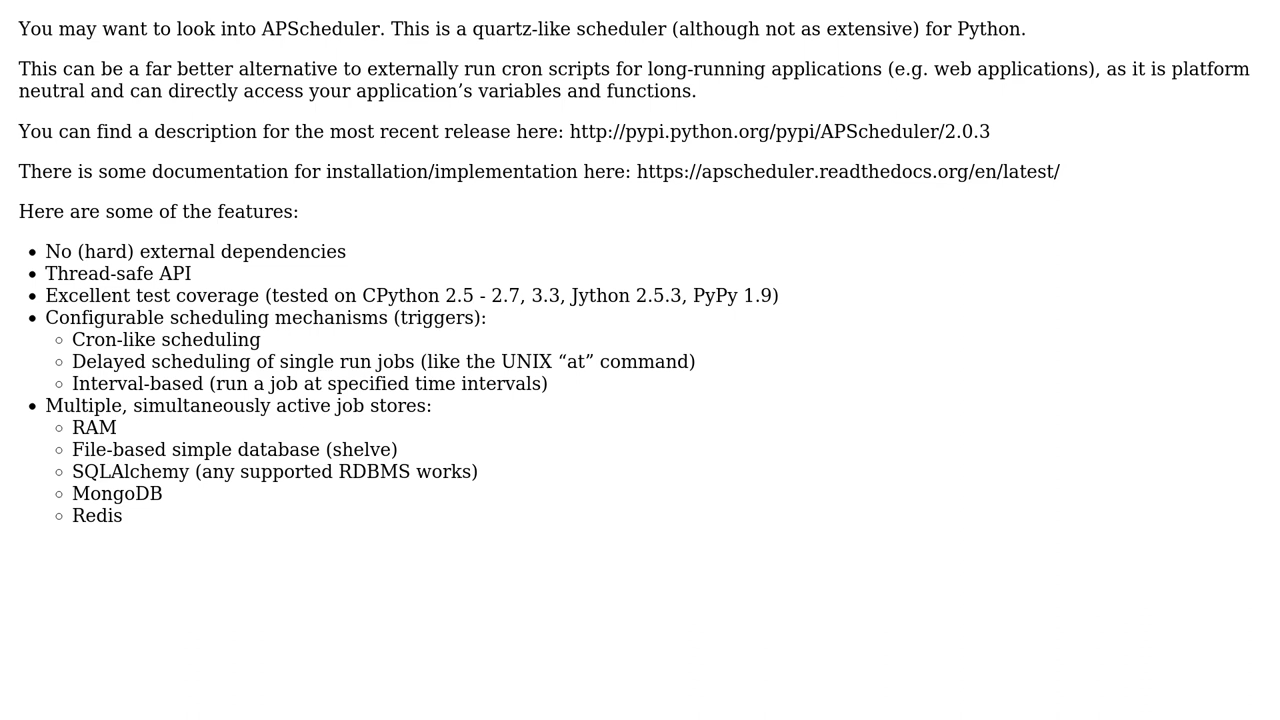 You may want to look into APScheduler. This is a quartz-like scheduler (although not as extensive) for Python.
This can be a far better alternative to externally run cron scripts for long-running applications (e.g. web applications), as it is platform
neutral and can directly access your application’s variables and functions.
You can find a description for the most recent release here: http://pypi.python.org/pypi/APScheduler/2.0.3
There is some documentation for installation/implementation here: https://apscheduler.readthedocs.org/en/latest/
Here are some of the features:
• No (hard) external dependencies
• Thread-safe API
• Excellent test coverage (tested on CPython 2.5 - 2.7, 3.3, Jython 2.5.3, PyPy 1.9)
• Configurable scheduling mechanisms (triggers):
◦ Cron-like scheduling
◦ Delayed scheduling of single run jobs (like the UNIX “at” command)
◦ Interval-based (run a job at specified time intervals)
• Multiple, simultaneously active job stores:
◦ RAM
◦ File-based simple database (shelve)
◦ SQLAlchemy (any supported RDBMS works)
◦ MongoDB
◦ Redis